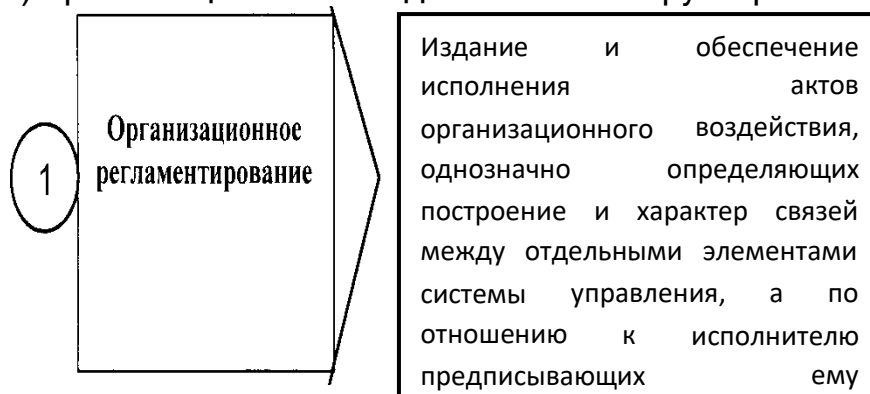 1
Организационное
регламентирование
Издание и обеспечение
исполнения актов
организационного воздействия,
однозначно определяющих
построение и характер связей
между отдельными элементами
системы управления, а по
отношению к исполнителю
предписывающих ему